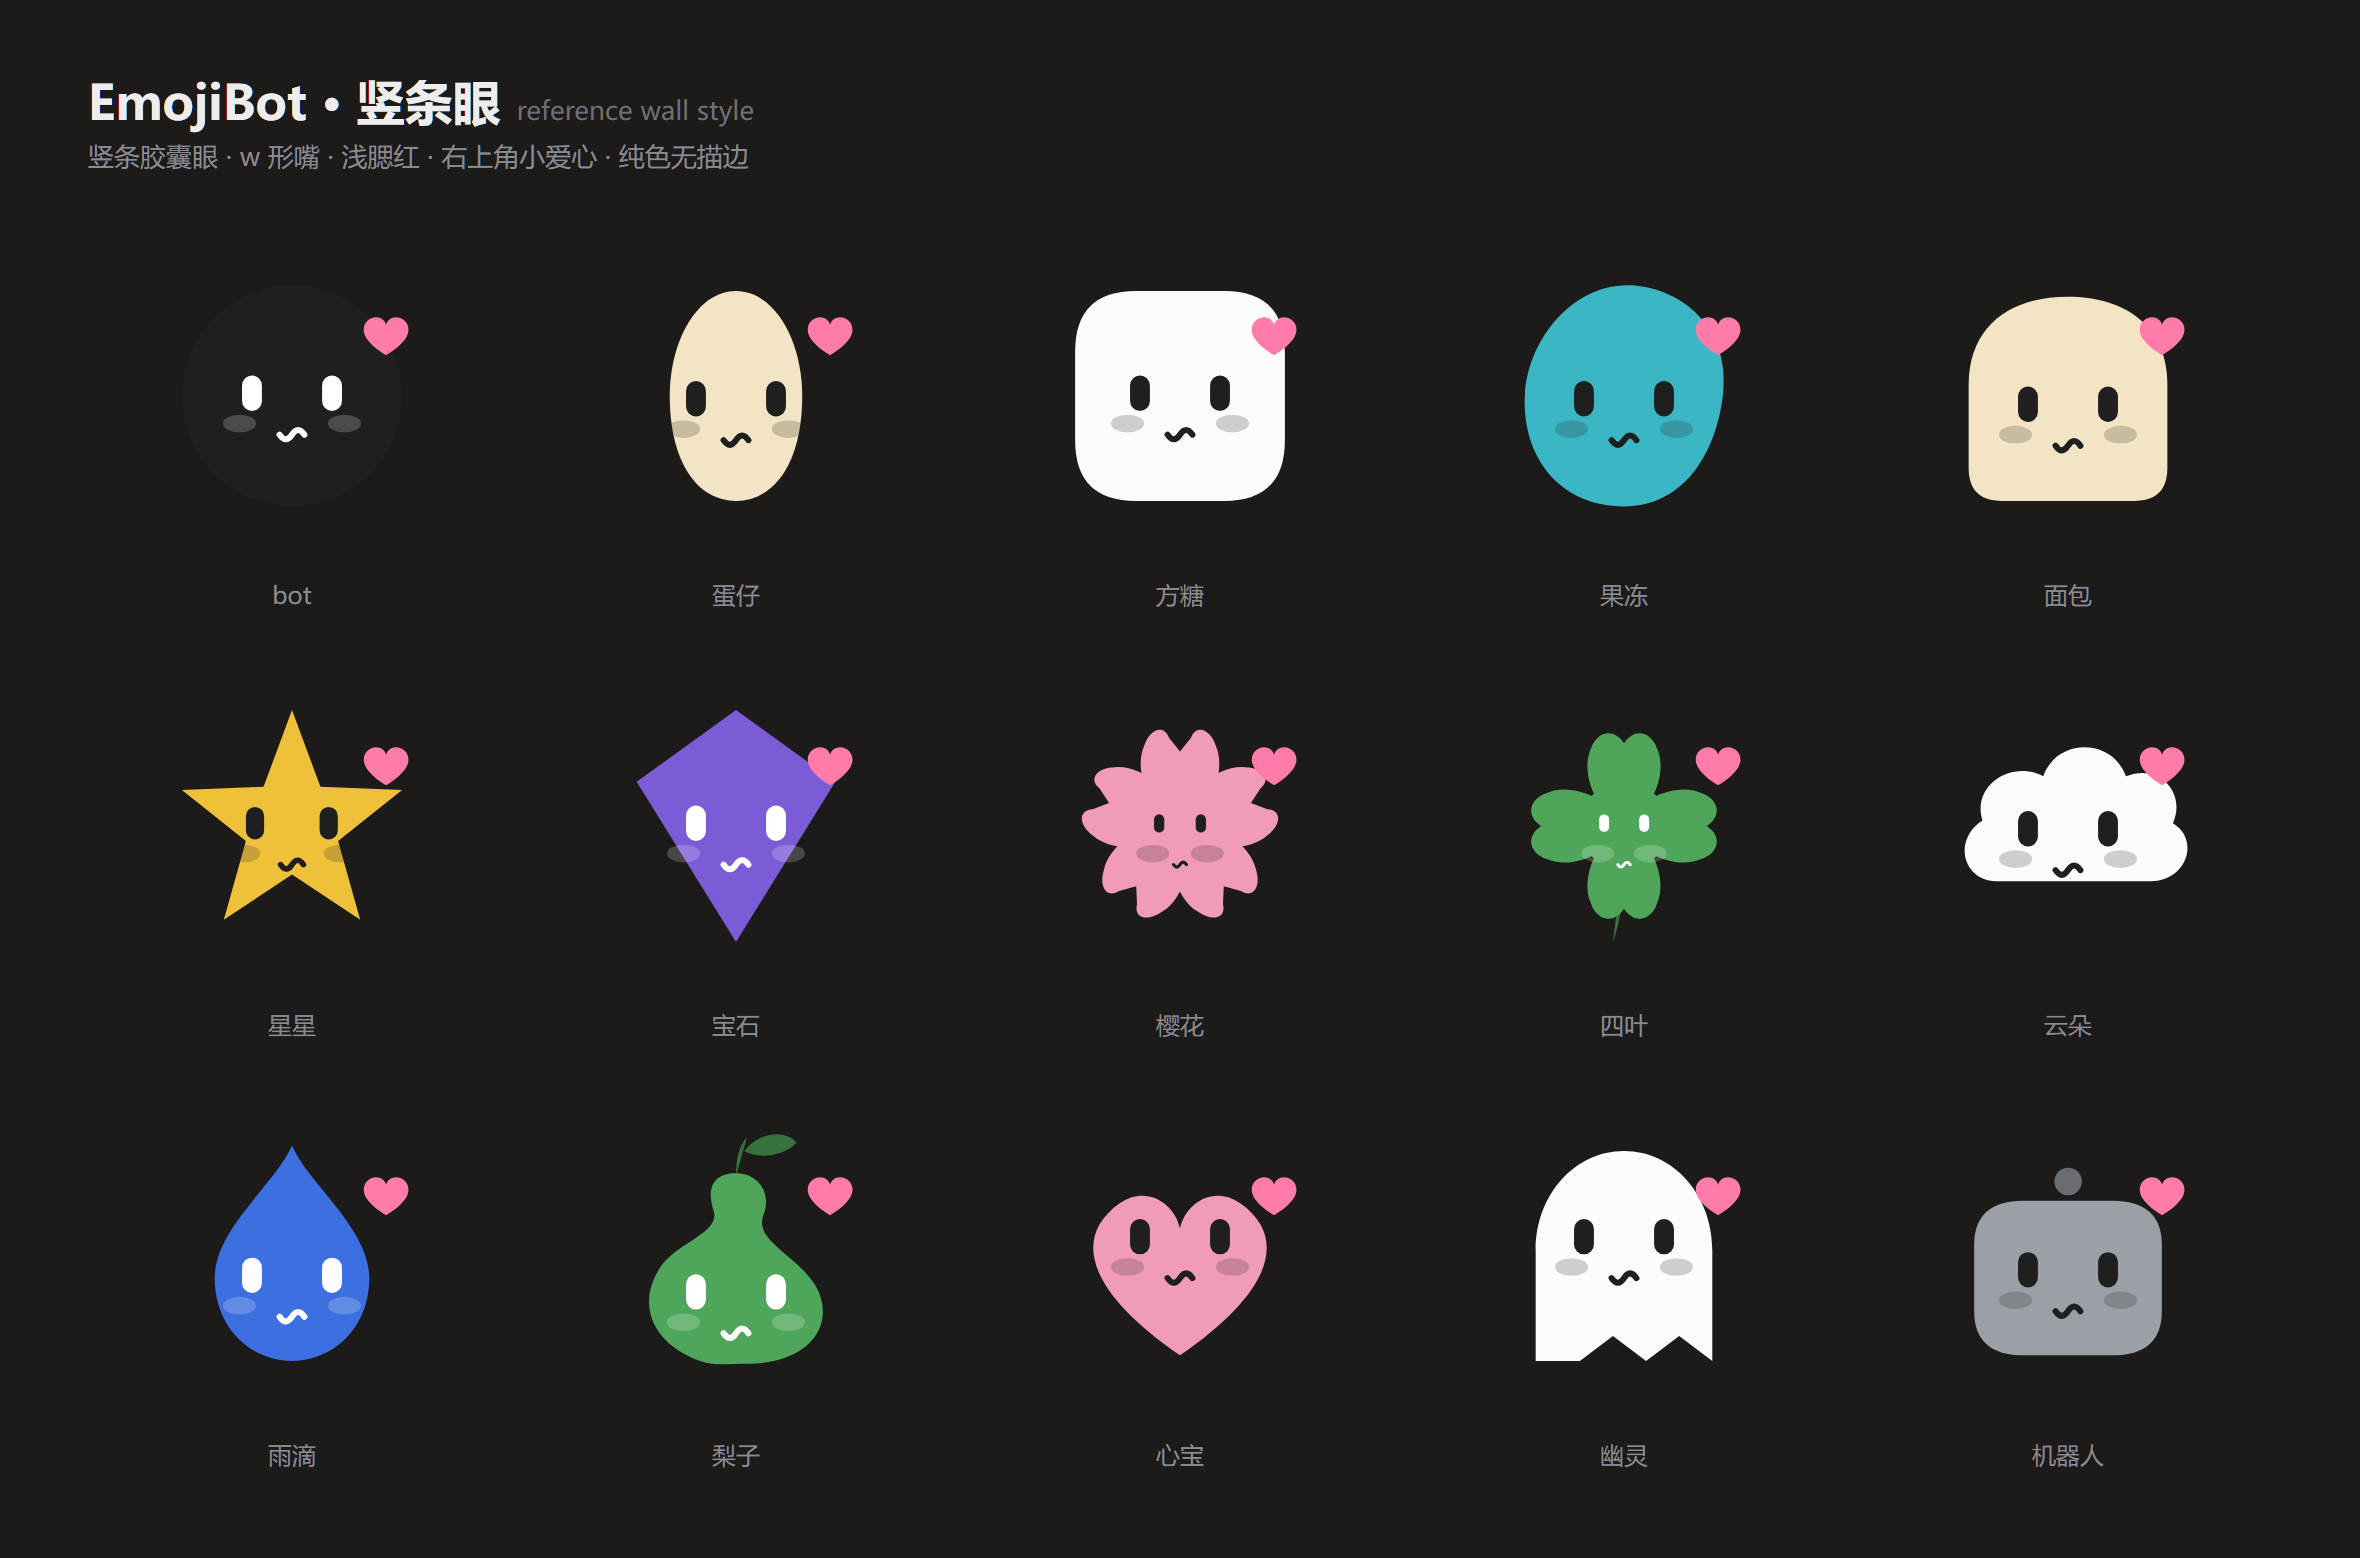 EmojiBot • 竖条眼 reference wall style
竖条胶囊眼 · w 形嘴 · 浅腮红 · 右上角小爱心 · 纯色无描边
bot
蛋仔
方糖
果冻
面包
星星
宝石
樱花
四叶
云朵
雨滴
梨子
心宝
幽灵
机器人